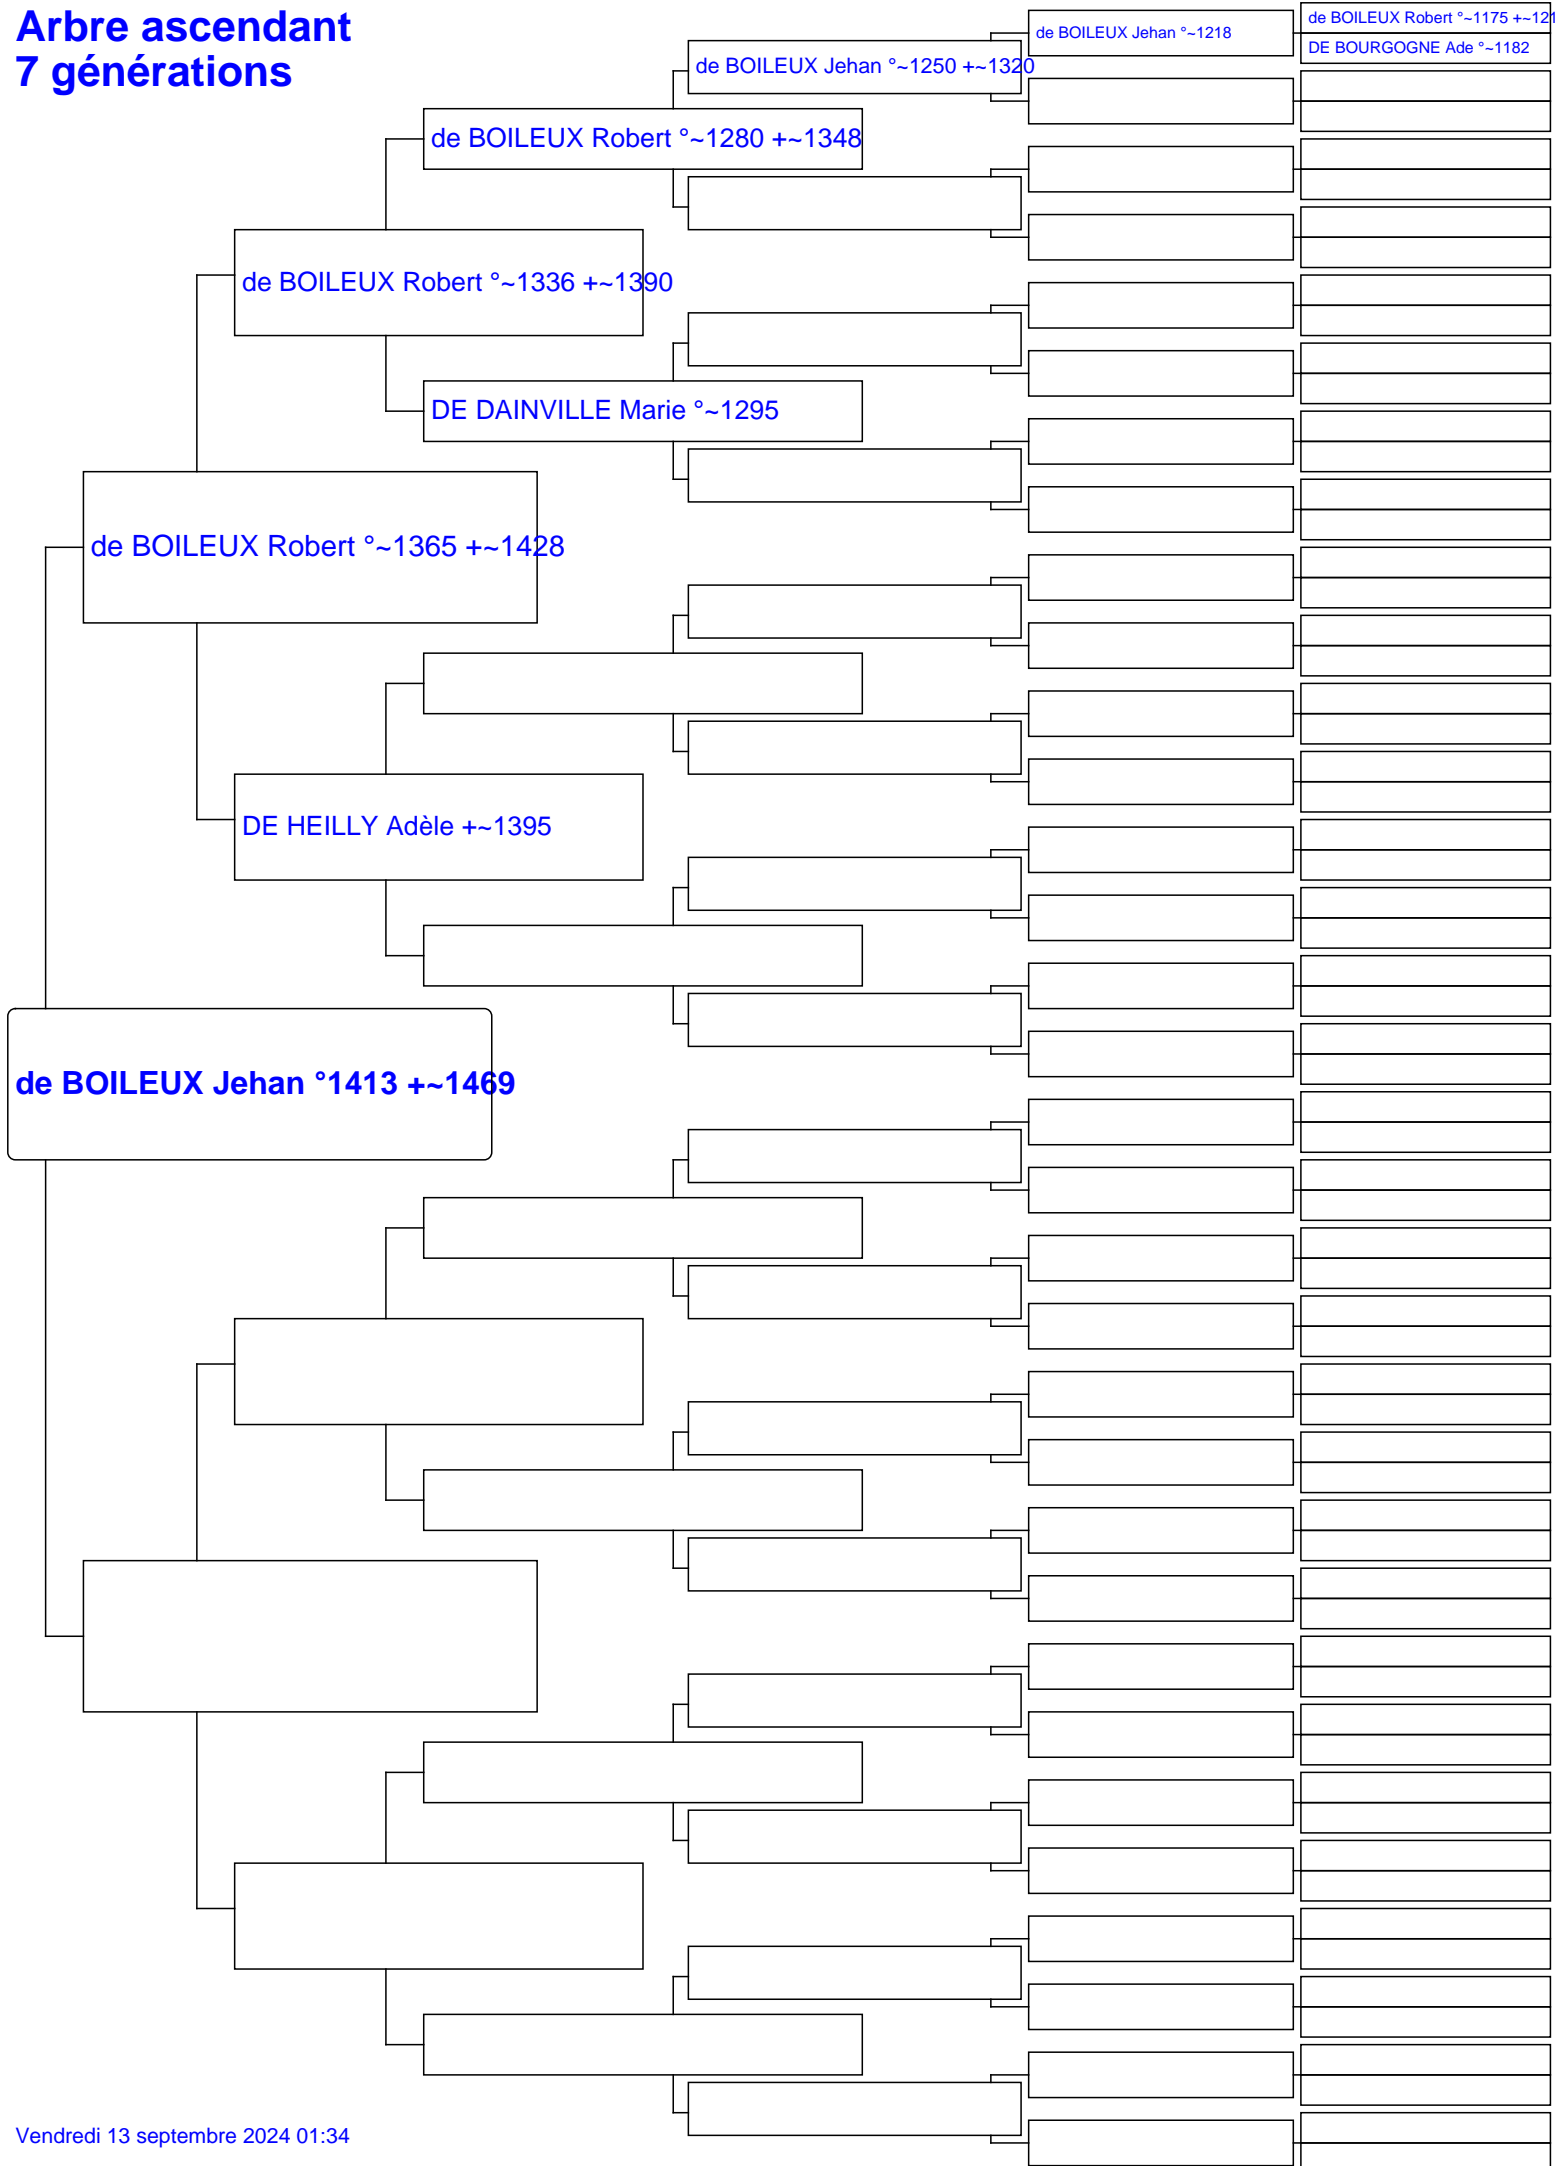 Arbre ascendant
7 générations
de BOILEUX Robert °~1175 +~121
de BOILEUX Jehan °~1218
DE BOURGOGNE Ade °~1182
de BOILEUX Jehan °~1250 +~1320
de BOILEUX Robert °~1280 +~1348
de BOILEUX Robert °~1336 +~1390
DE DAINVILLE Marie °~1295
de BOILEUX Robert °~1365 +~1428
DE HEILLY Adèle +~1395
de BOILEUX Jehan °1413 +~1469
Vendredi 13 septembre 2024 01:34